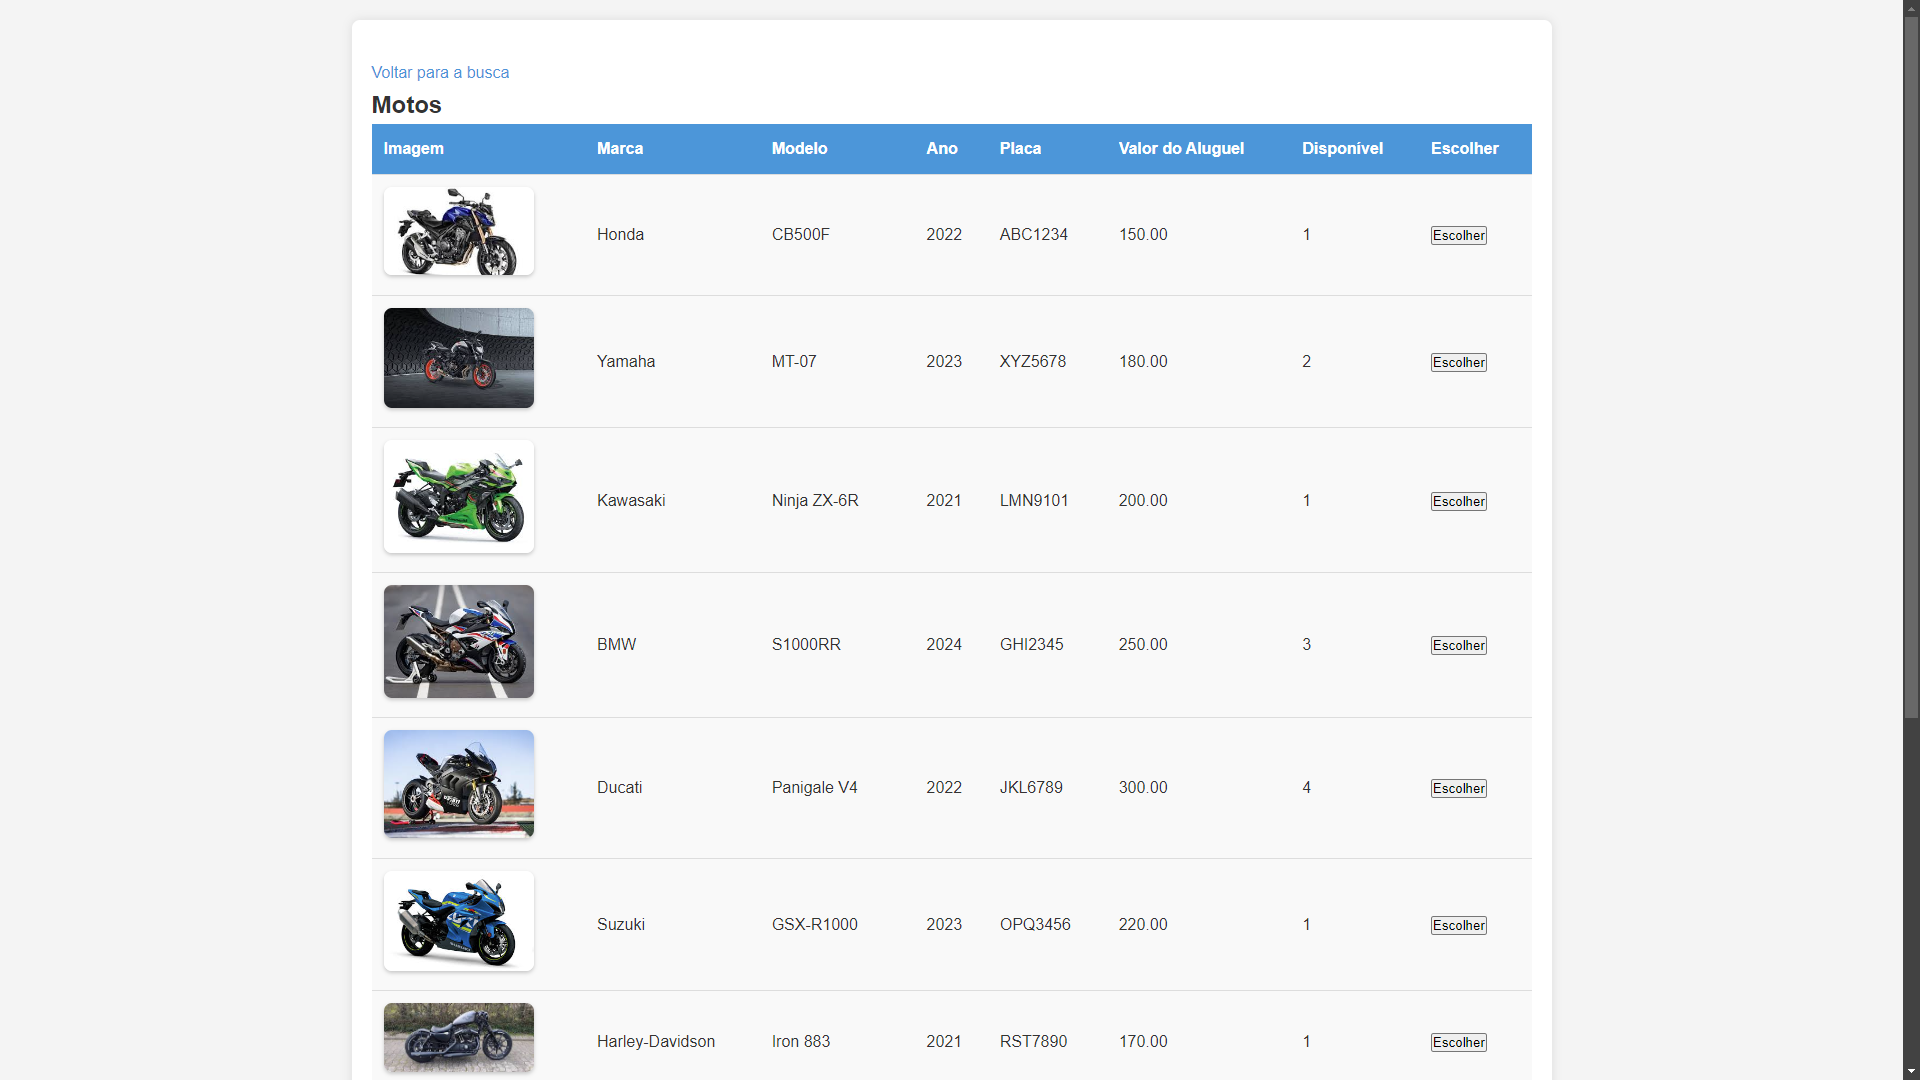 Voltar para a busca
Motos
Imagem Marca Modelo Ano Placa Valor do Aluguel Disponível Escolher
Honda CB500F 2022 ABC1234 150.00 1 Escolher
Yamaha MT-07 2023 XYZ5678 180.00 2 Escolher
Kawasaki Ninja ZX-6R 2021 LMN9101 200.00 1 Escolher
BMW S1000RR 2024 GHI2345 250.00 3 Escolher
Ducati Panigale V4 2022 JKL6789 300.00 4 Escolher
Suzuki GSX-R1000 2023 OPQ3456 220.00 1 Escolher
Harley-Davidson Iron 883 2021 RST7890 170.00 1 Escolher